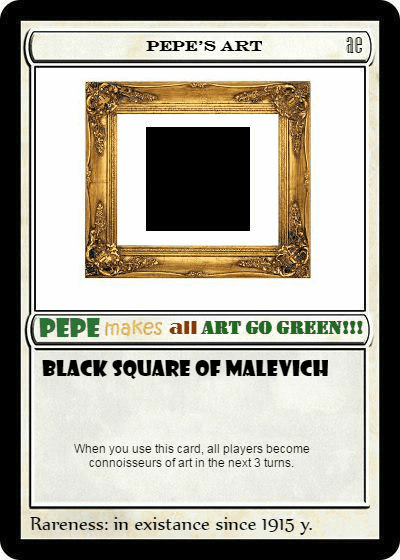 PEPE'S ART æ
PEPE makes all ART GO GREEN!!!
BLACK SQUARE OF MALEVICH
When you use this card, all players become
connoisseurs of art in the next 3 turns.
Rareness: in existance since 1915 y.